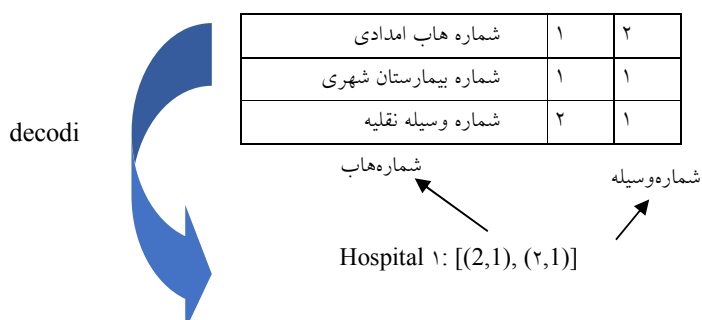 شماره هاب امدادی ۱ ۲
شماره بیمارستان شهری ۱ ۱
شماره وسیله نقلیه ۲ ۱
decodi
شماره‌هاب
شماره‌وسیله
Hospital ۱: [(2,1), (۲,1)]